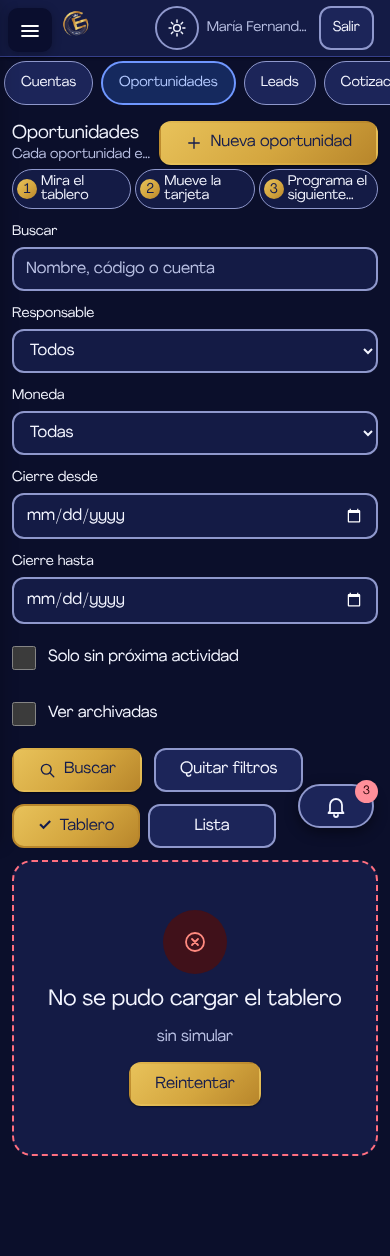 María Fernand...
Salir
Cuentas
Oportunidades
Leads
Cotizac
Oportunidades
Cada oportunidad e...
Nueva oportunidad
1 Mira el
tablero
2 Mueve la
tarjeta
3 Programa el
siguiente...
Buscar
Nombre, código o cuenta
Responsable
Todos
Moneda
Todas
Cierre desde
mm/dd/yyyy
Cierre hasta
mm/dd/yyyy
Solo sin próxima actividad
Ver archivadas
Buscar
Quitar filtros
3
Tablero
Lista
No se pudo cargar el tablero
sin simular
Reintentar